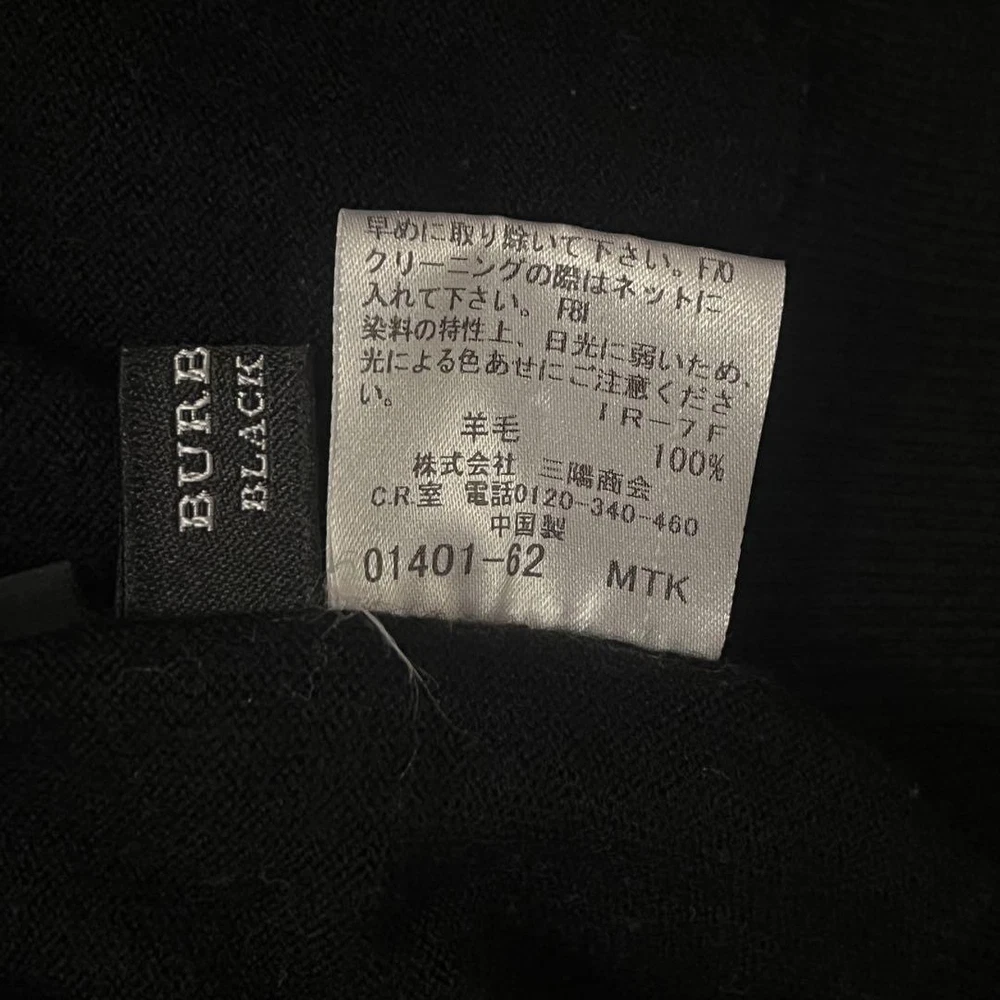 BURB
BLACK
早めに取り除いて下さい。F70
クリーニングの際はネットに
入れて下さい。 F81
染料の特性上、日光に弱いため、
光による色あせにご注意くださ
い。
IR-7F
羊毛 100%
株式会社 三陽商会
C.R.室 電話0120-340-460
中国製
01401-62 MTK